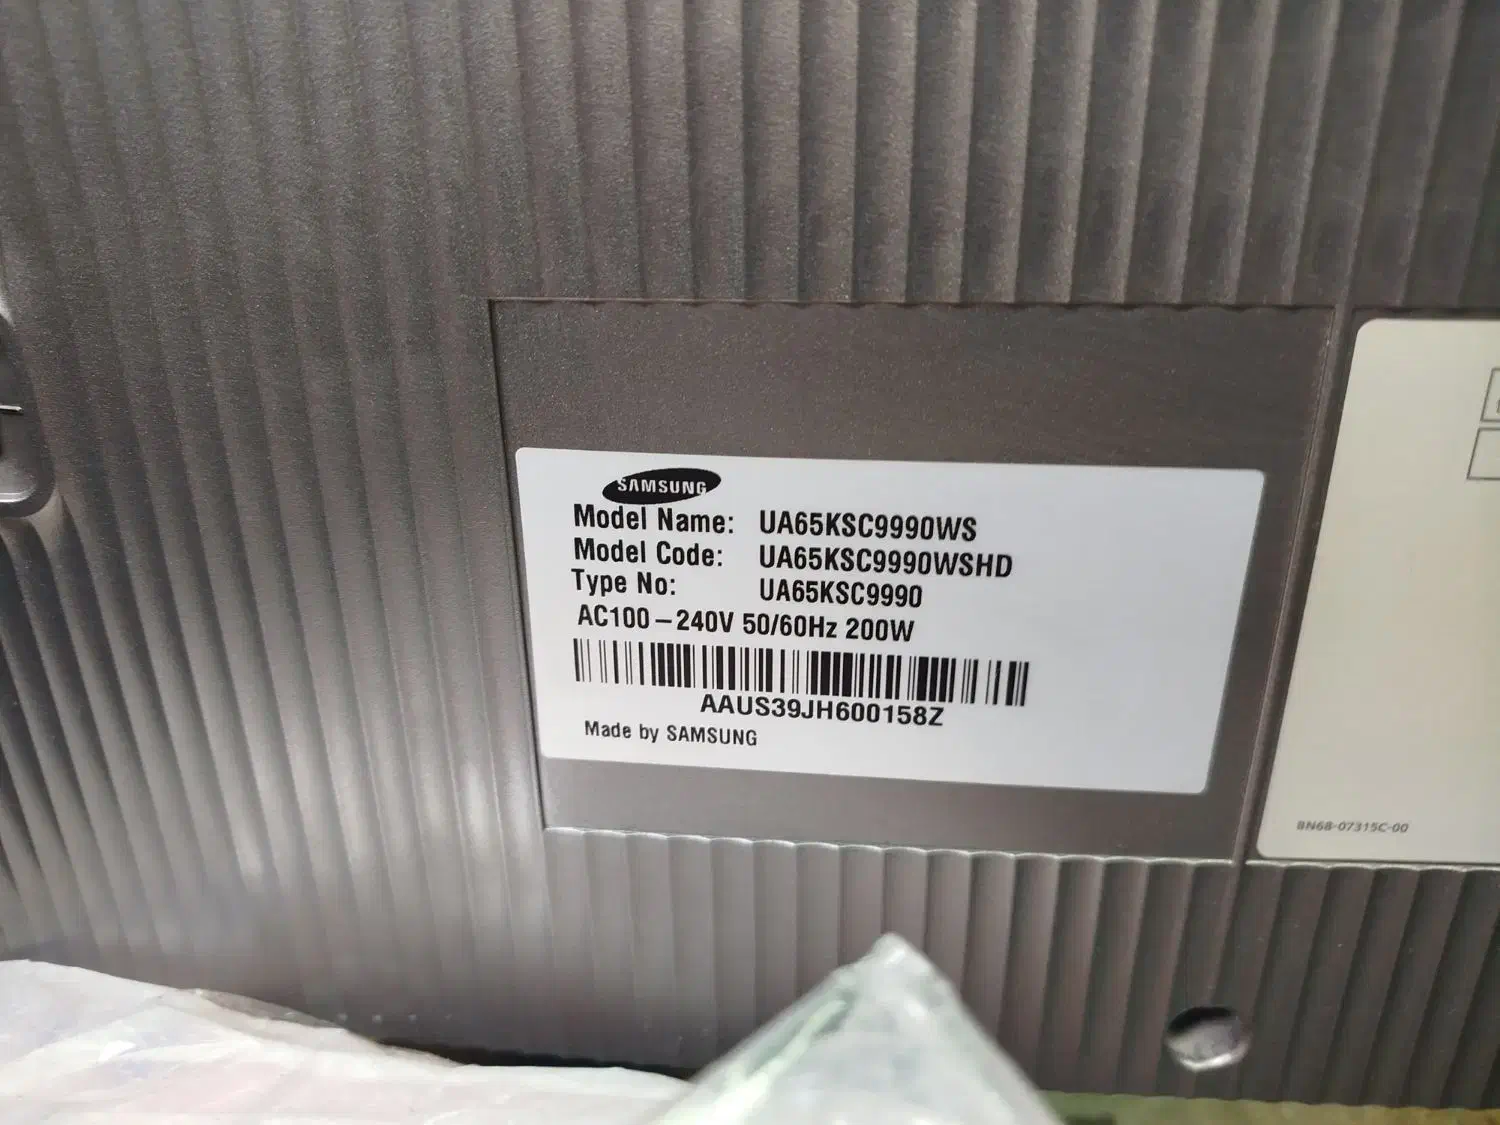 SAMSUNG
Model Name: UA65KSC9990WS
Model Code: UA65KSC9990WSHD
Type No: UA65KSC9990
AC100-240V 50/60Hz 200W
AAUS39JH600158Z
Made by SAMSUNG
BN68-07315C-00